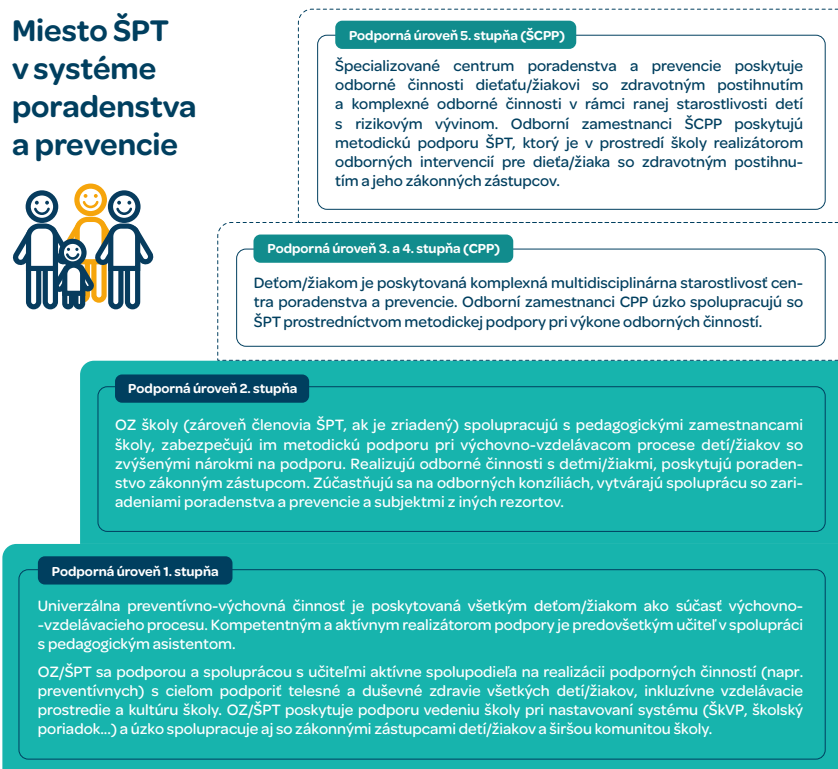 Miesto ŠPT
v systéme
poradenstva
a prevencie
Podporná úroveň 5. stupňa (ŠCPP)
Špecializované centrum poradenstva a prevencie poskytuje
odborné činnosti dieťaťu/žiakovi so zdravotným postihnutím
a komplexné odborné činnosti v rámci ranej starostlivosti detí
s rizikovým vývinom. Odborní zamestnanci ŠCPP poskytujú
metodickú podporu ŠPT, ktorý je v prostredí školy realizátorom
odborných intervencií pre dieťa/žiaka so zdravotným postihnu-
tím a jeho zákonných zástupcov.
Podporná úroveň 3. a 4. stupňa (CPP)
Deťom/žiakom je poskytovaná komplexná multidisciplinárna starostlivosť cen-
tra poradenstva a prevencie. Odborní zamestnanci CPP úzko spolupracujú so
ŠPT prostredníctvom metodickej podpory pri výkone odborných činností.
Podporná úroveň 2. stupňa
OZ školy (zároveň členovia ŠPT, ak je zriadený) spolupracujú s pedagogickými zamestnancami
školy, zabezpečujú im metodickú podporu pri výchovno-vzdelávacom procese detí/žiakov so
zvýšenými nárokmi na podporu. Realizujú odborné činnosti s deťmi/žiakmi, poskytujú poraden-
stvo zákonným zástupcom. Zúčastňujú sa na odborných konzíliách, vytvárajú spoluprácu so zari-
adeniami poradenstva a prevencie a subjektmi z iných rezortov.
Podporná úroveň 1. stupňa
Univerzálna preventívno-výchovná činnosť je poskytovaná všetkým deťom/žiakom ako súčasť výchovno-
-vzdelávacieho procesu. Kompetentným a aktívnym realizátorom podpory je predovšetkým učiteľ v spolupráci
s pedagogickým asistentom.
OZ/ŠPT sa podporou a spoluprácou s učiteľmi aktívne spolupodieľa na realizácii podporných činností (napr.
preventívnych) s cieľom podporiť telesné a duševné zdravie všetkých detí/žiakov, inkluzívne vzdelávacie
prostredie a kultúru školy. OZ/ŠPT poskytuje podporu vedeniu školy pri nastavovaní systému (ŠkVP, školský
poriadok...) a úzko spolupracuje aj so zákonnými zástupcami detí/žiakov a širšou komunitou školy.